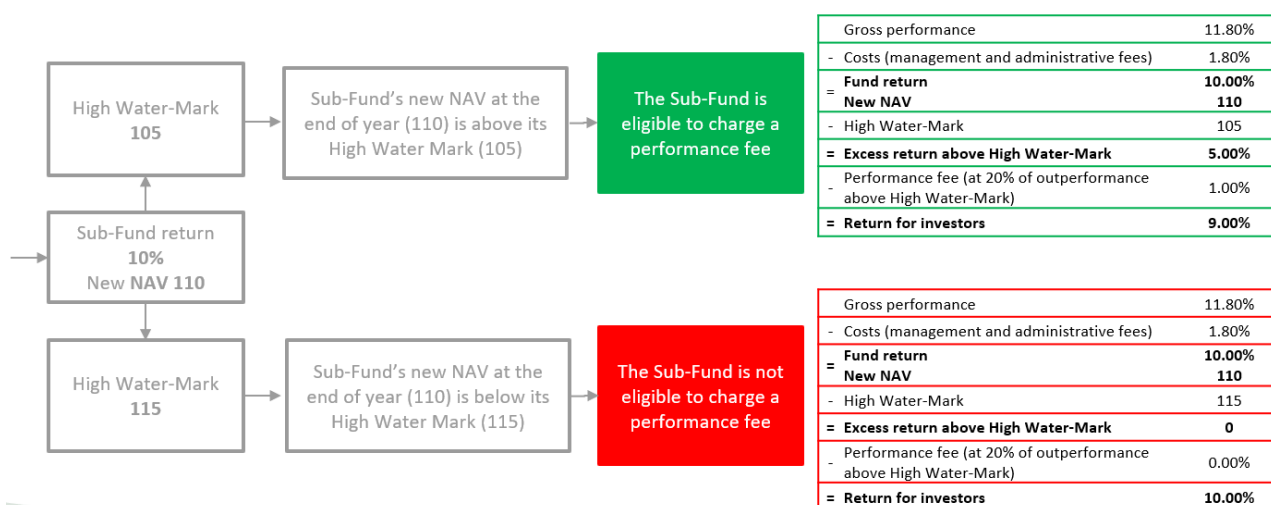 High Water-Mark
105
Sub-Fund's new NAV at the
end of year (110) is above its
High Water Mark (105)
The Sub-Fund is
eligible to charge a
performance fee
Gross performance 11.80%
- Costs (management and administrative fees) 1.80%
= Fund return 10.00%
New NAV 110
- High Water-Mark 105
= Excess return above High Water-Mark 5.00%
- Performance fee (at 20% of outperformance
above High Water-Mark) 1.00%
= Return for investors 9.00%
Sub-Fund return
10%
New NAV 110
High Water-Mark
115
Sub-Fund's new NAV at the
end of year (110) is below its
High Water Mark (115)
The Sub-Fund is not
eligible to charge a
performance fee
Gross performance 11.80%
- Costs (management and administrative fees) 1.80%
= Fund return 10.00%
New NAV 110
- High Water-Mark 115
= Excess return above High Water-Mark 0
- Performance fee (at 20% of outperformance
above High Water-Mark) 0.00%
= Return for investors 10.00%